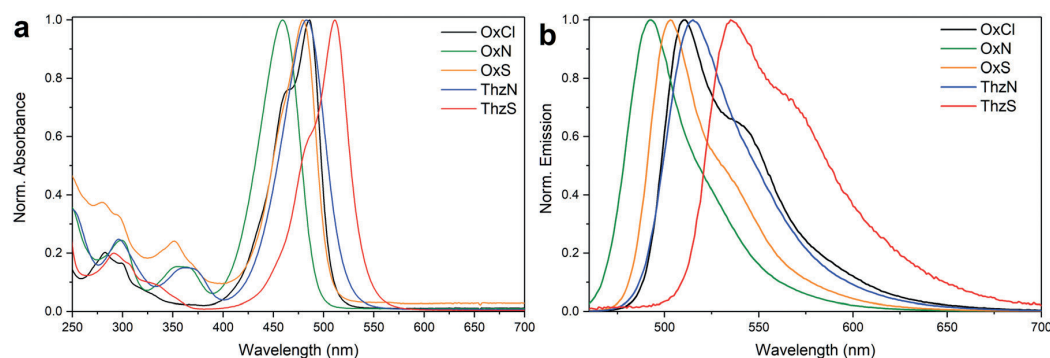 a
OxCl
OxN
OxS
ThzN
ThzS
Norm. Absorbance
1.0
0.8
0.6
0.4
0.2
0.0
250 300 350 400 450 500 550 600 650 700
Wavelength (nm)
b
OxCl
OxN
OxS
ThzN
ThzS
Norm. Emission
1.0
0.8
0.6
0.4
0.2
0.0
500 550 600 650 700
Wavelength (nm)